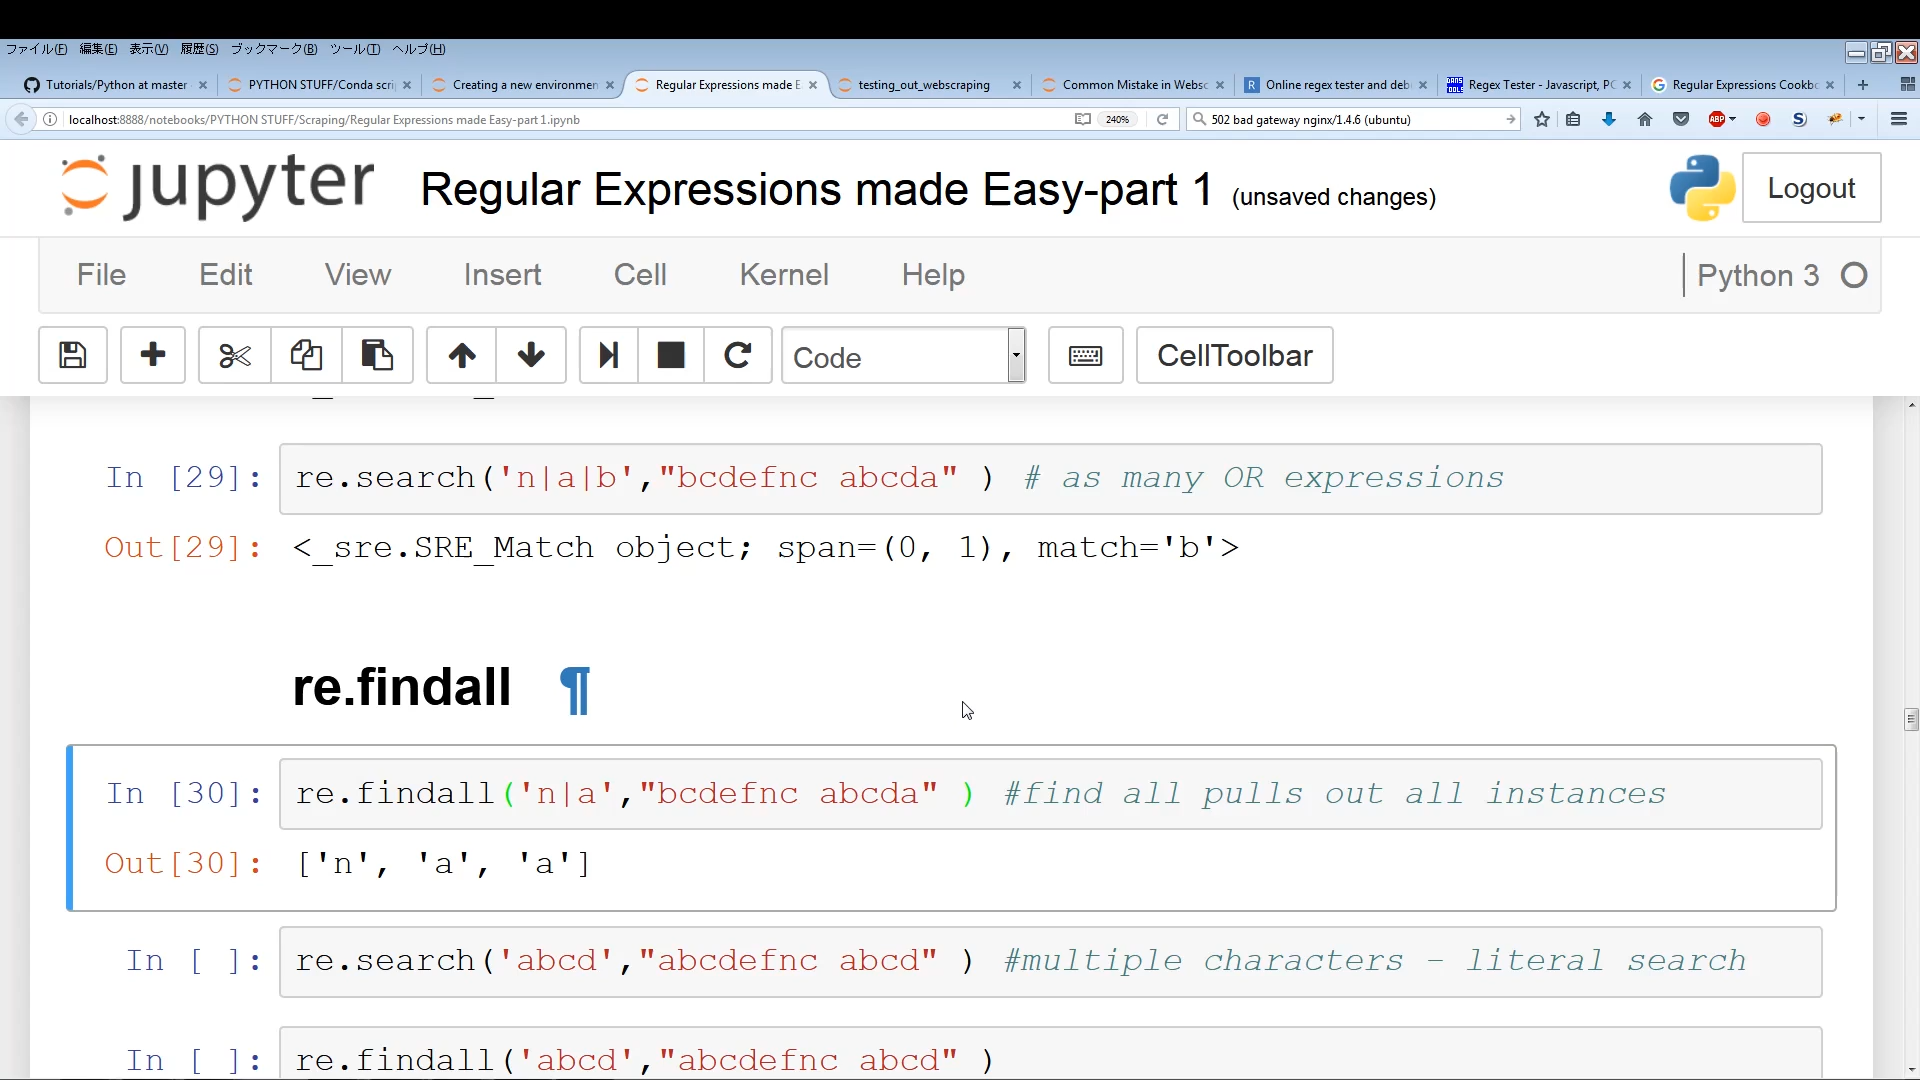 ファイル(F) 編集(E) 表示(V) 履歴(S) ブックマーク(B) ツール(T) ヘルプ(H)
Tutorials/Python at master PYTHON STUFF/Conda scri Creating a new environmen Regular Expressions made E testing_out_webscraping Common Mistake in Websc Online regex tester and deb Regex Tester - Javascript, PC Regular Expressions Cookbo
localhost:8888/notebooks/PYTHON STUFF/Scraping/Regular Expressions made Easy-part 1.ipynb 240% 502 bad gateway nginx/1.4.6 (ubuntu) ABP S
jupyter Regular Expressions made Easy-part 1 (unsaved changes) Logout
File Edit View Insert Cell Kernel Help Python 3
Code CellToolbar
In [29]: re.search('n|a|b',"bcdefnc abcda" ) # as many OR expressions
Out[29]: <_sre.SRE_Match object; span=(0, 1), match='b'>
re.findall ¶
In [30]: re.findall('n|a',"bcdefnc abcda" ) #find all pulls out all instances
Out[30]: ['n', 'a', 'a']
In [ ]: re.search('abcd',"abcdefnc abcd" ) #multiple characters - literal search
In [ ]: re.findall('abcd',"abcdefnc abcd" )